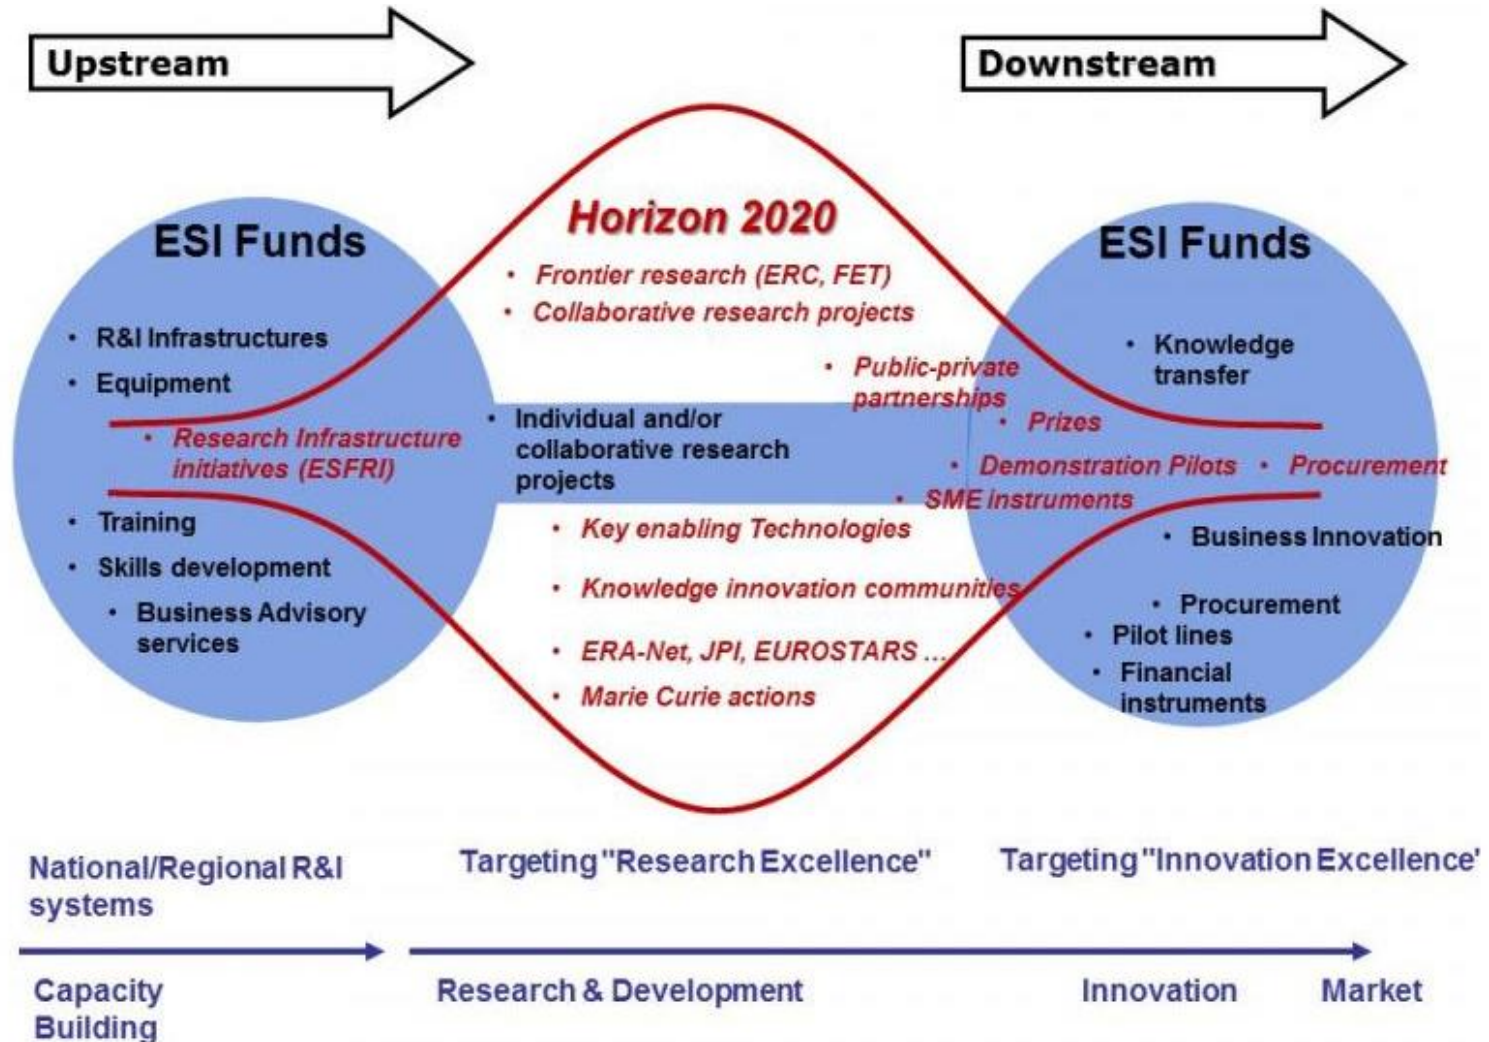 Upstream
Downstream
ESI Funds
• R&I Infrastructures
• Equipment
• Research Infrastructure
initiatives (ESFRI)
• Training
• Skills development
• Business Advisory
services
Horizon 2020
• Frontier research (ERC, FET)
• Collaborative research projects
• Public-private
partnerships
• Individual and/or
collaborative research
projects
• Prizes
• Demonstration Pilots
• Procurement
• SME instruments
• Key enabling Technologies
• Knowledge innovation communities
• ERA-Net, JPI, EUROSTARS ...
• Marie Curie actions
ESI Funds
• Knowledge
transfer
• Business Innovation
• Procurement
• Pilot lines
• Financial
instruments
National/Regional R&I
systems
Targeting "Research Excellence"
Targeting "Innovation Excellence'
Capacity
Building
Research & Development
Innovation
Market